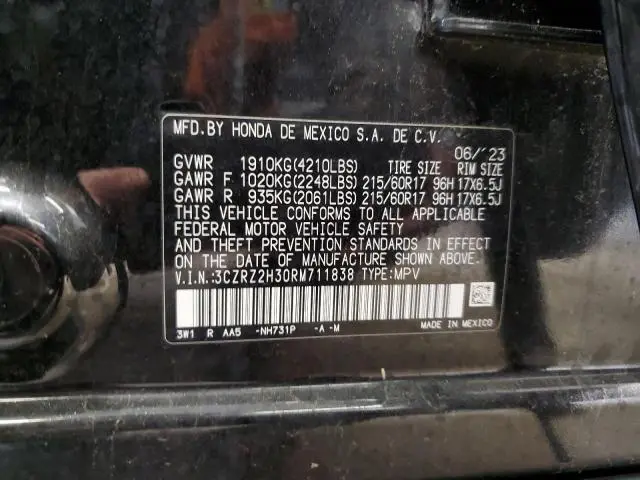 MFD.BY HONDA DE MEXICO S.A. DE C.V.
06/'23
GVWR 1910KG(4210LBS) TIRE SIZE RIM SIZE
GAWR F 1020KG(2248LBS) 215/60R17 96H 17X6.5J
GAWR R 935KG(2061LBS) 215/60R17 96H 17X6.5J
THIS VEHICLE CONFORMS TO ALL APPLICABLE
FEDERAL MOTOR VEHICLE SAFETY
AND THEFT PREVENTION STANDARDS IN EFFECT
ON THE DATE OF MANUFACTURE SHOWN ABOVE.
V.I.N.:3CZRZ2H30RM711838 TYPE:MPV
3W1 R AA5 -NH731P -A -M MADE IN MEXICO